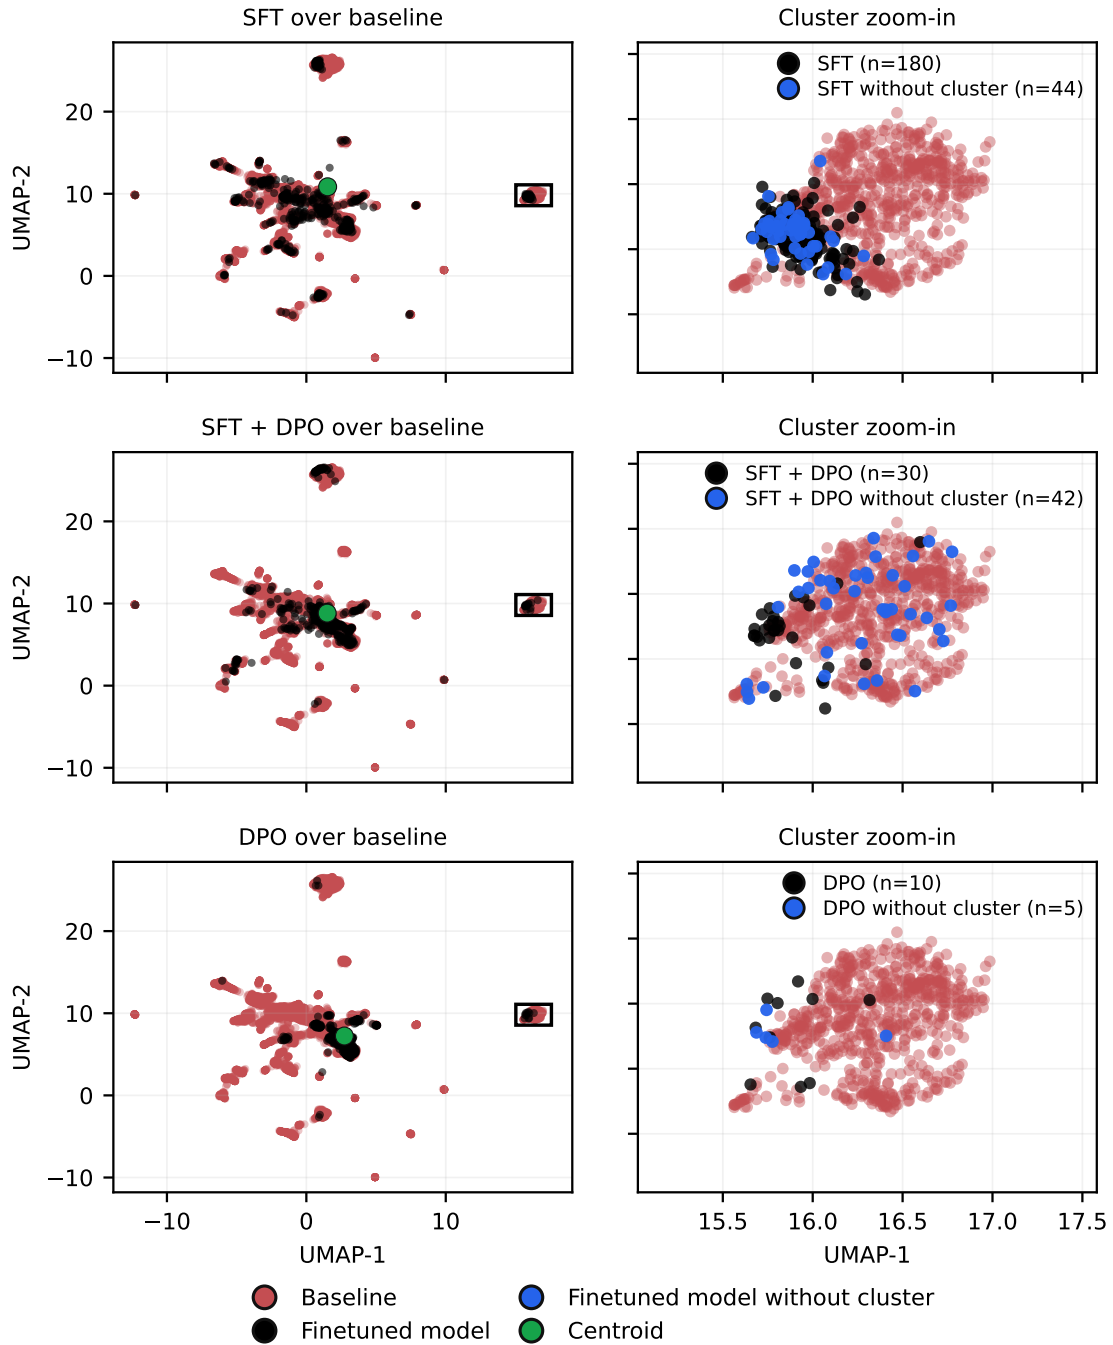 SFT over baseline
Cluster zoom-in
SFT (n=180)
SFT without cluster (n=44)
20
10
0
−10
UMAP-2
SFT + DPO over baseline
Cluster zoom-in
SFT + DPO (n=30)
SFT + DPO without cluster (n=42)
20
10
0
−10
UMAP-2
DPO over baseline
Cluster zoom-in
DPO (n=10)
DPO without cluster (n=5)
20
10
0
−10
UMAP-2
−10 0 10
15.5 16.0 16.5 17.0 17.5
UMAP-1
UMAP-1
Baseline
Finetuned model
Finetuned model without cluster
Centroid